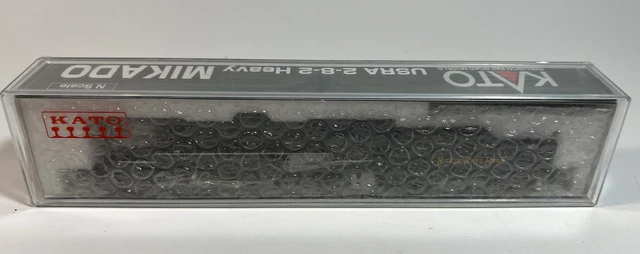 KATO
USRA 2-8-2 Heavy MIKADO
N Scale
KATO